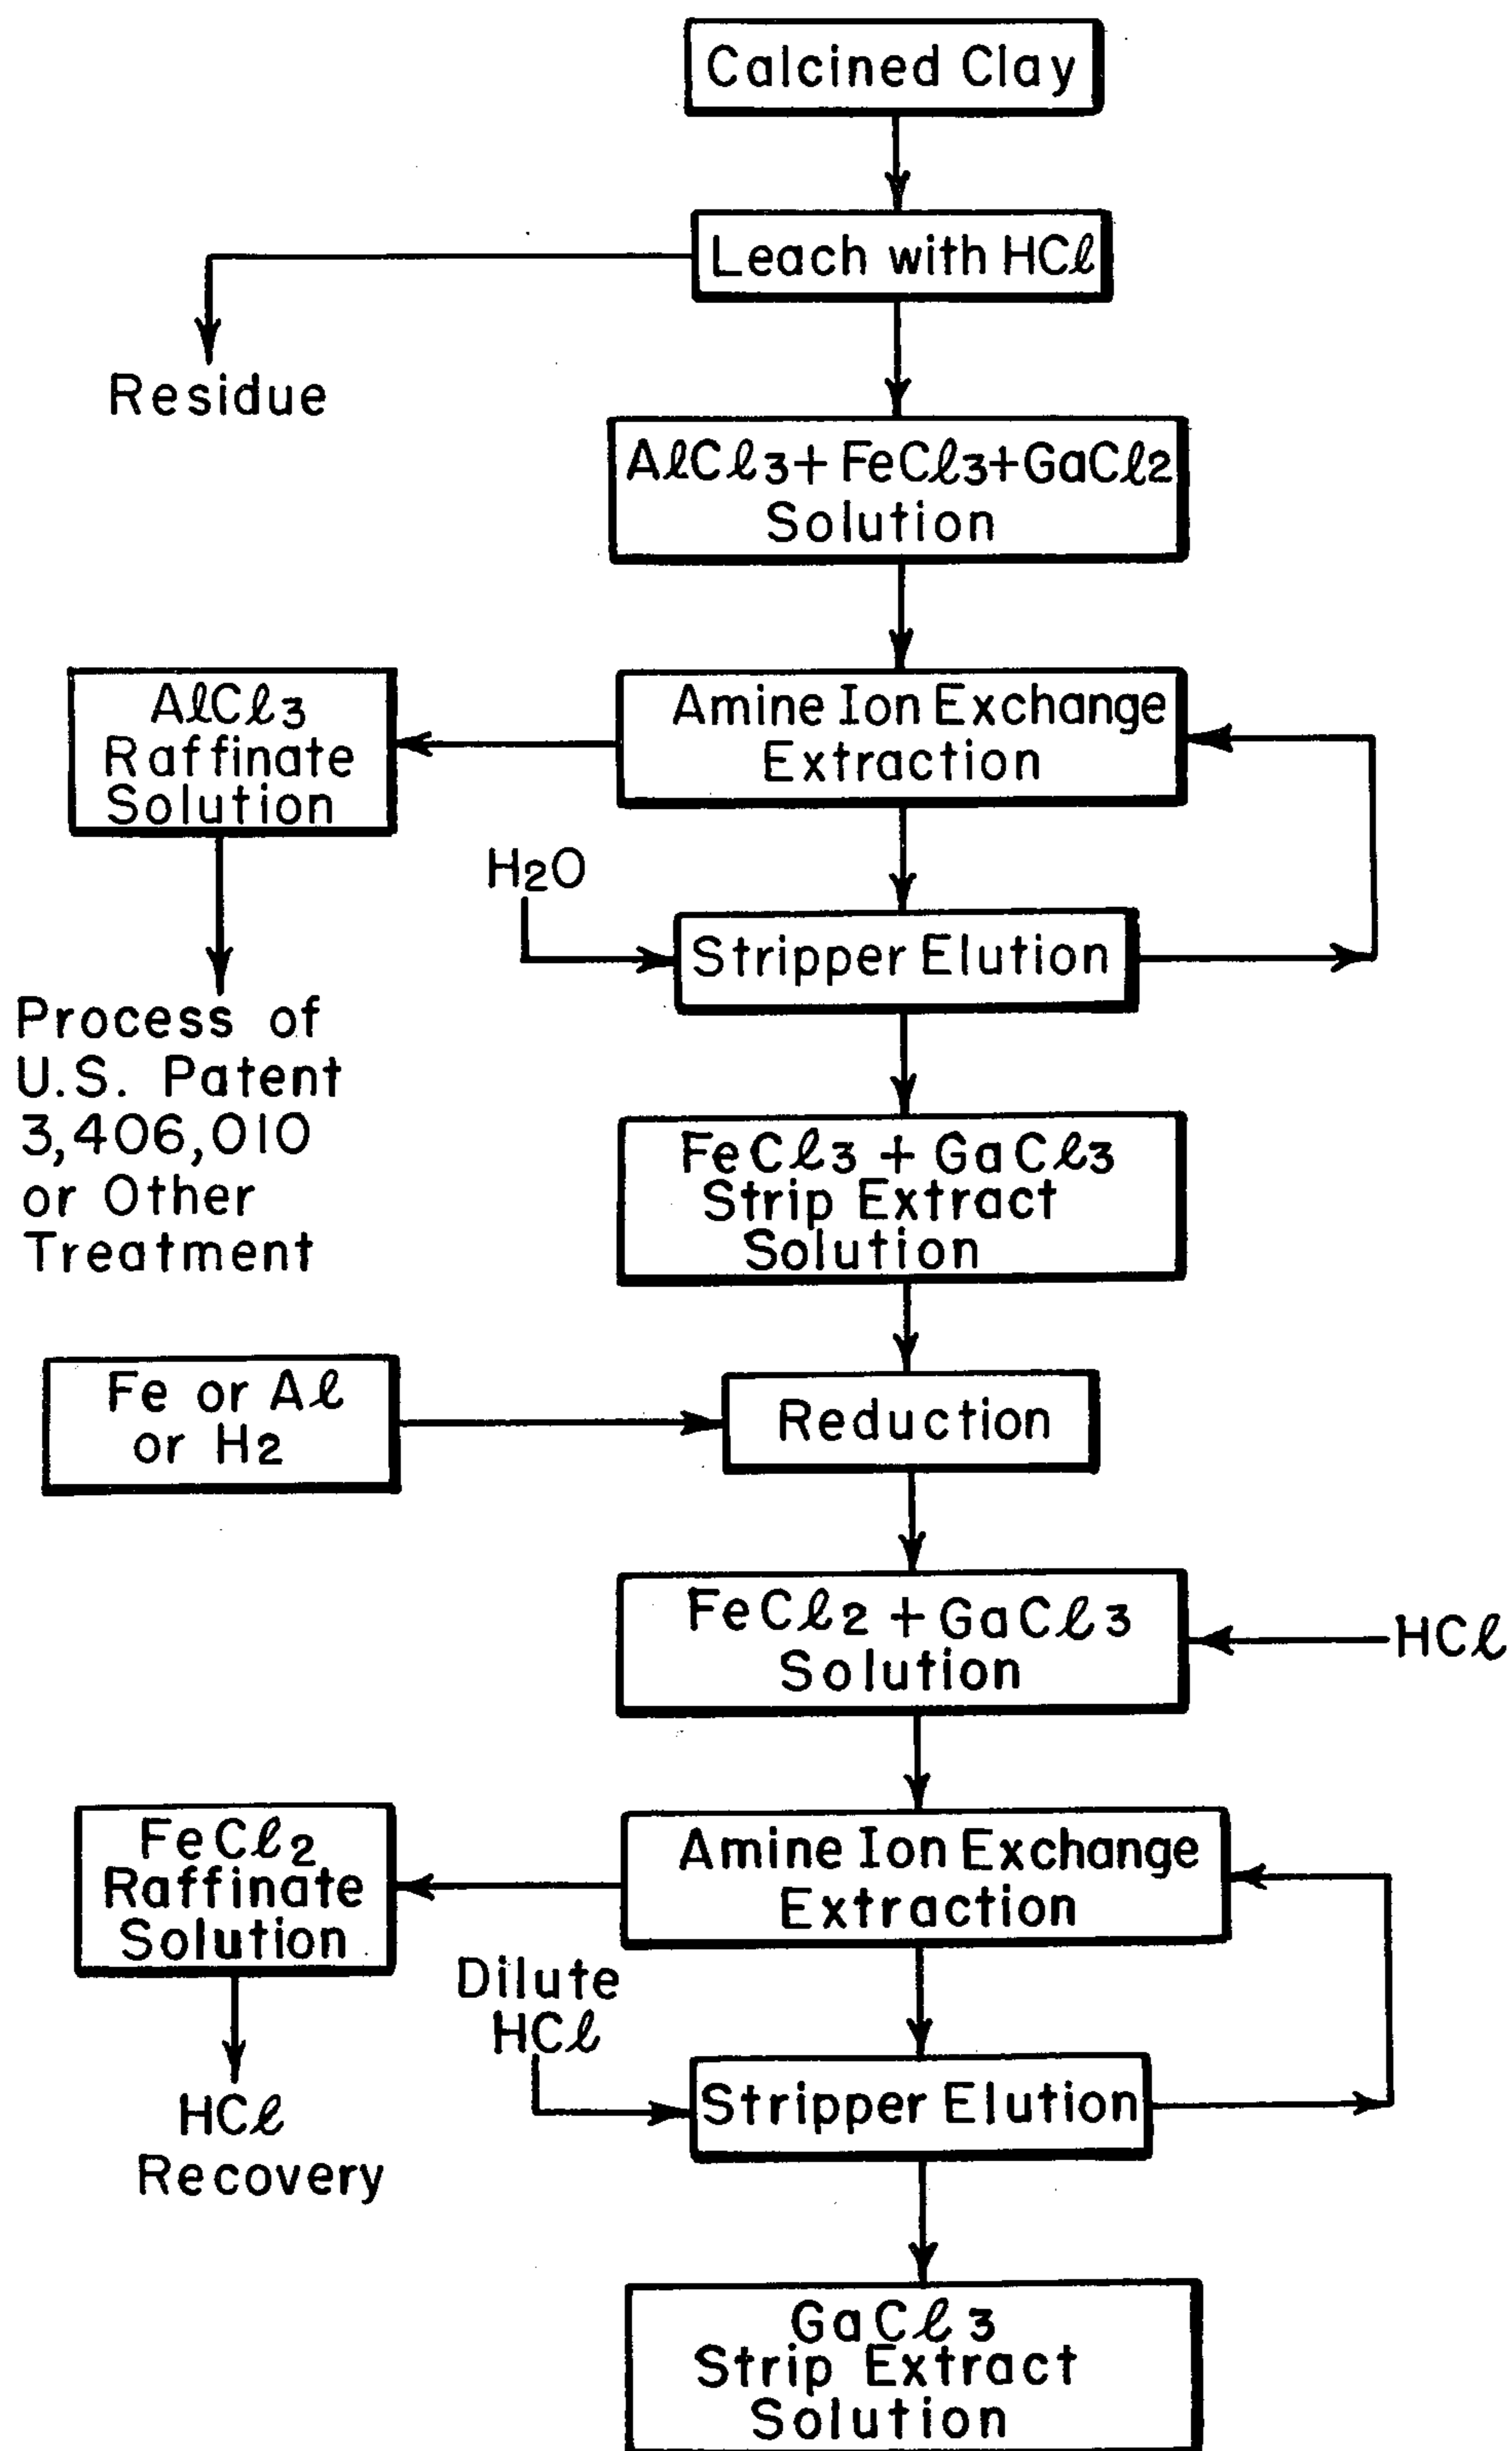 Calcined Clay
Leach with HCl
Residue
AlCl3+ FeCl3+GaCl2
Solution
Amine Ion Exchange
Extraction
AlCl3
Raffinate
Solution
H2O
Stripper Elution
Process of
U.S. Patent
3,406,010
or Other
Treatment
FeCl3 + GaCl3
Strip Extract
Solution
Fe or Al
or H2
Reduction
FeCl2 + GaCl3
Solution
HCl
Amine Ion Exchange
Extraction
FeCl2
Raffinate
Solution
Dilute
HCl
Stripper Elution
HCl
Recovery
GaCl3
Strip Extract
Solution